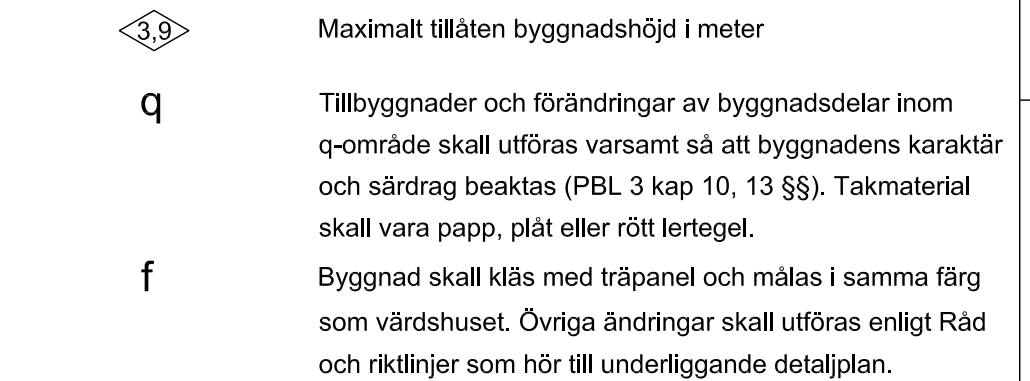 3,9 Maximalt tillåten byggnadshöjd i meter
q Tillbyggnader och förändringar av byggnadsdelar inom
q-område skall utföras varsamt så att byggnadens karaktär
och särdrag beaktas (PBL 3 kap 10, 13 §§). Takmaterial
skall vara papp, plåt eller rött lertegel.
f Byggnad skall kläs med träpanel och målas i samma färg
som värdshuset. Övriga ändringar skall utföras enligt Råd
och riktlinjer som hör till underliggande detaljplan.